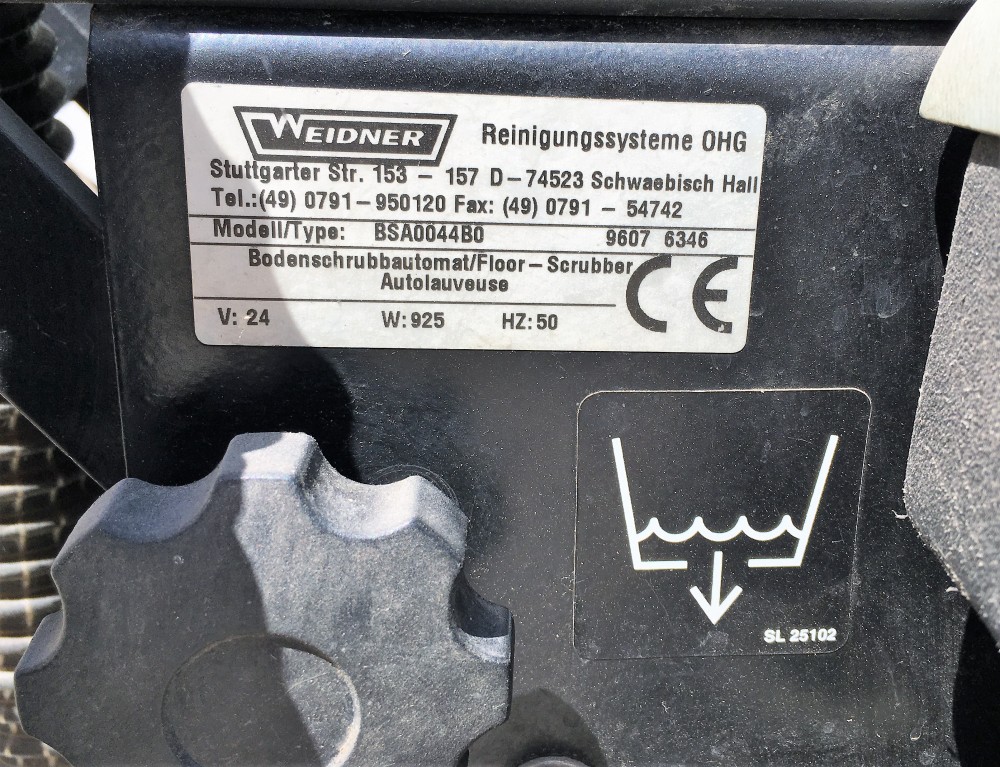 WEIDNER Reinigungssysteme OHG
Stuttgarter Str. 153 - 157 D-74523 Schwaebisch Hall
Tel.:(49) 0791-950120 Fax: (49) 0791 - 54742
Modell/Type: BSA0044B0 9607 6346
Bodenschrubbautomat/Floor-Scrubber
Autolauveuse
CE
V: 24 W: 925 HZ: 50
SL 25102